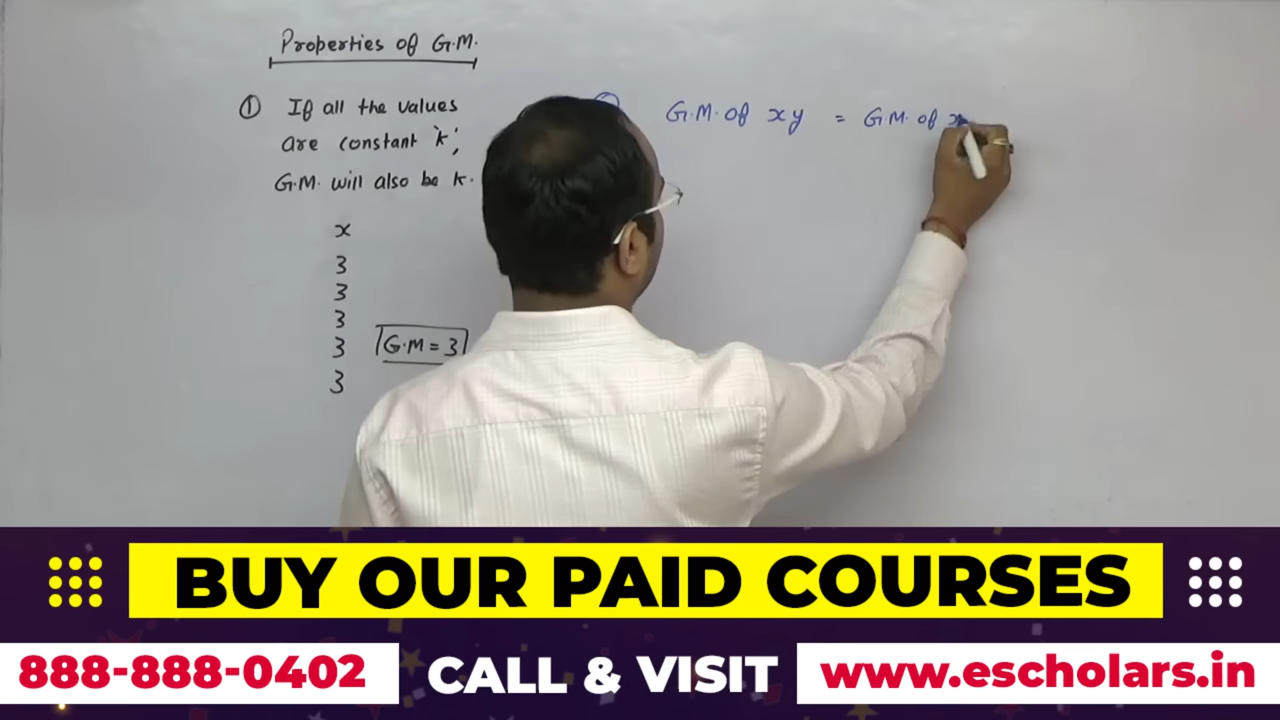 Properties of G.M.
① If all the values
are constant 'k',
G.M. will also be k.
x
3
3
3
3
3
G.M = 3
G.M. of xy = G.M. of x
BUY OUR PAID COURSES
888-888-0402
CALL & VISIT
www.escholars.in